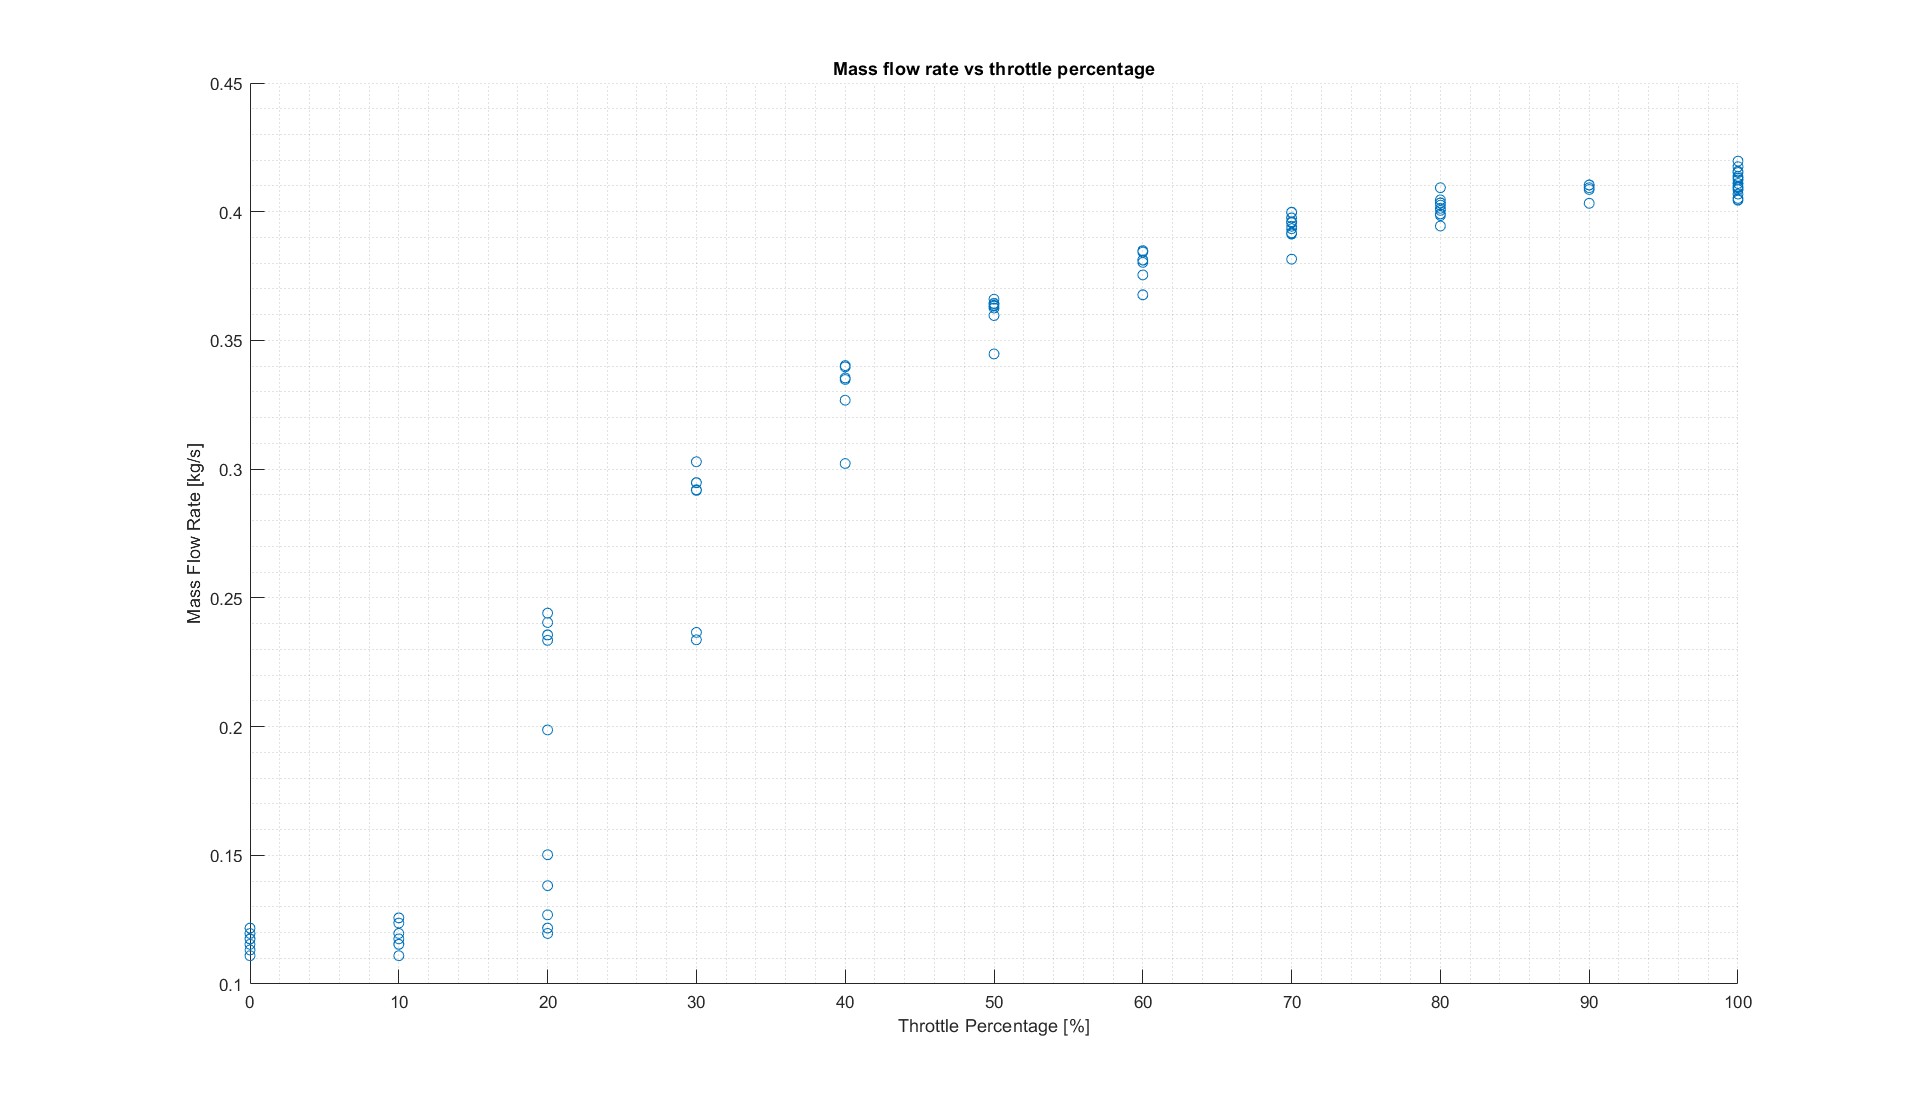 Mass flow rate vs throttle percentage
0.45
0.4
0.35
0.3
0.25
0.2
0.15
0.1
Mass Flow Rate [kg/s]
0 10 20 30 40 50 60 70 80 90 100
Throttle Percentage [%]